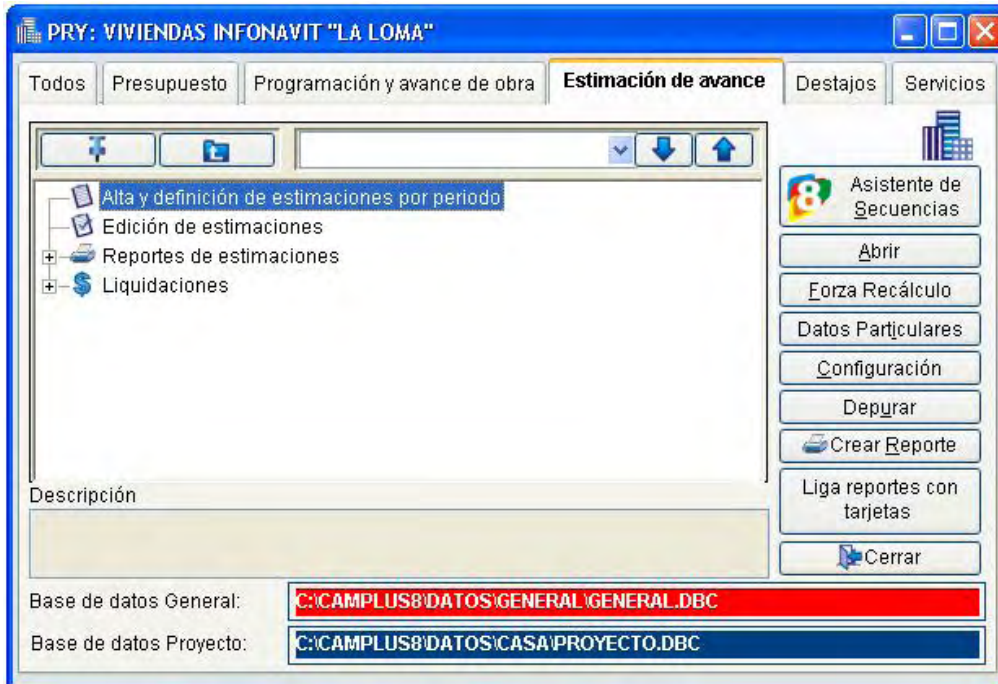 PRY: VIVIENDAS INFONAVIT "LA LOMA"
Todos Presupuesto Programación y avance de obra Estimación de avance Destajos Servicios
Alta y definición de estimaciones por periodo
Edición de estimaciones
Reportes de estimaciones
Liquidaciones
8 Asistente de
Secuencias
Abrir
Forza Recálculo
Datos Particulares
Configuración
Depurar
Crear Reporte
Liga reportes con
tarjetas
Cerrar
Descripción
Base de datos General: C:\CAMPLUS8\DATOS\GENERAL\GENERAL.DBC
Base de datos Proyecto: C:\CAMPLUS8\DATOS\CASA\PROYECTO.DBC